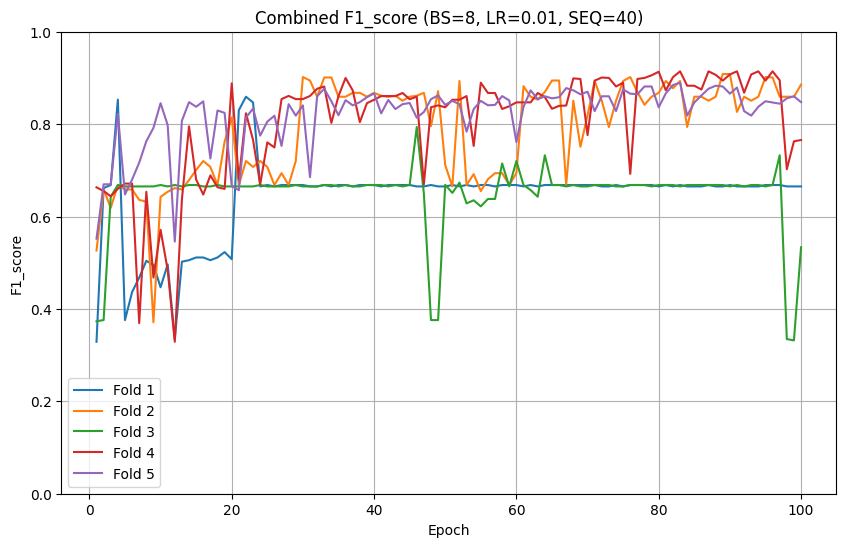 Combined F1_score (BS=8, LR=0.01, SEQ=40)
1.0
0.8
0.6
0.4
0.2
0.0
F1_score
Fold 1
Fold 2
Fold 3
Fold 4
Fold 5
0 20 40 60 80 100
Epoch